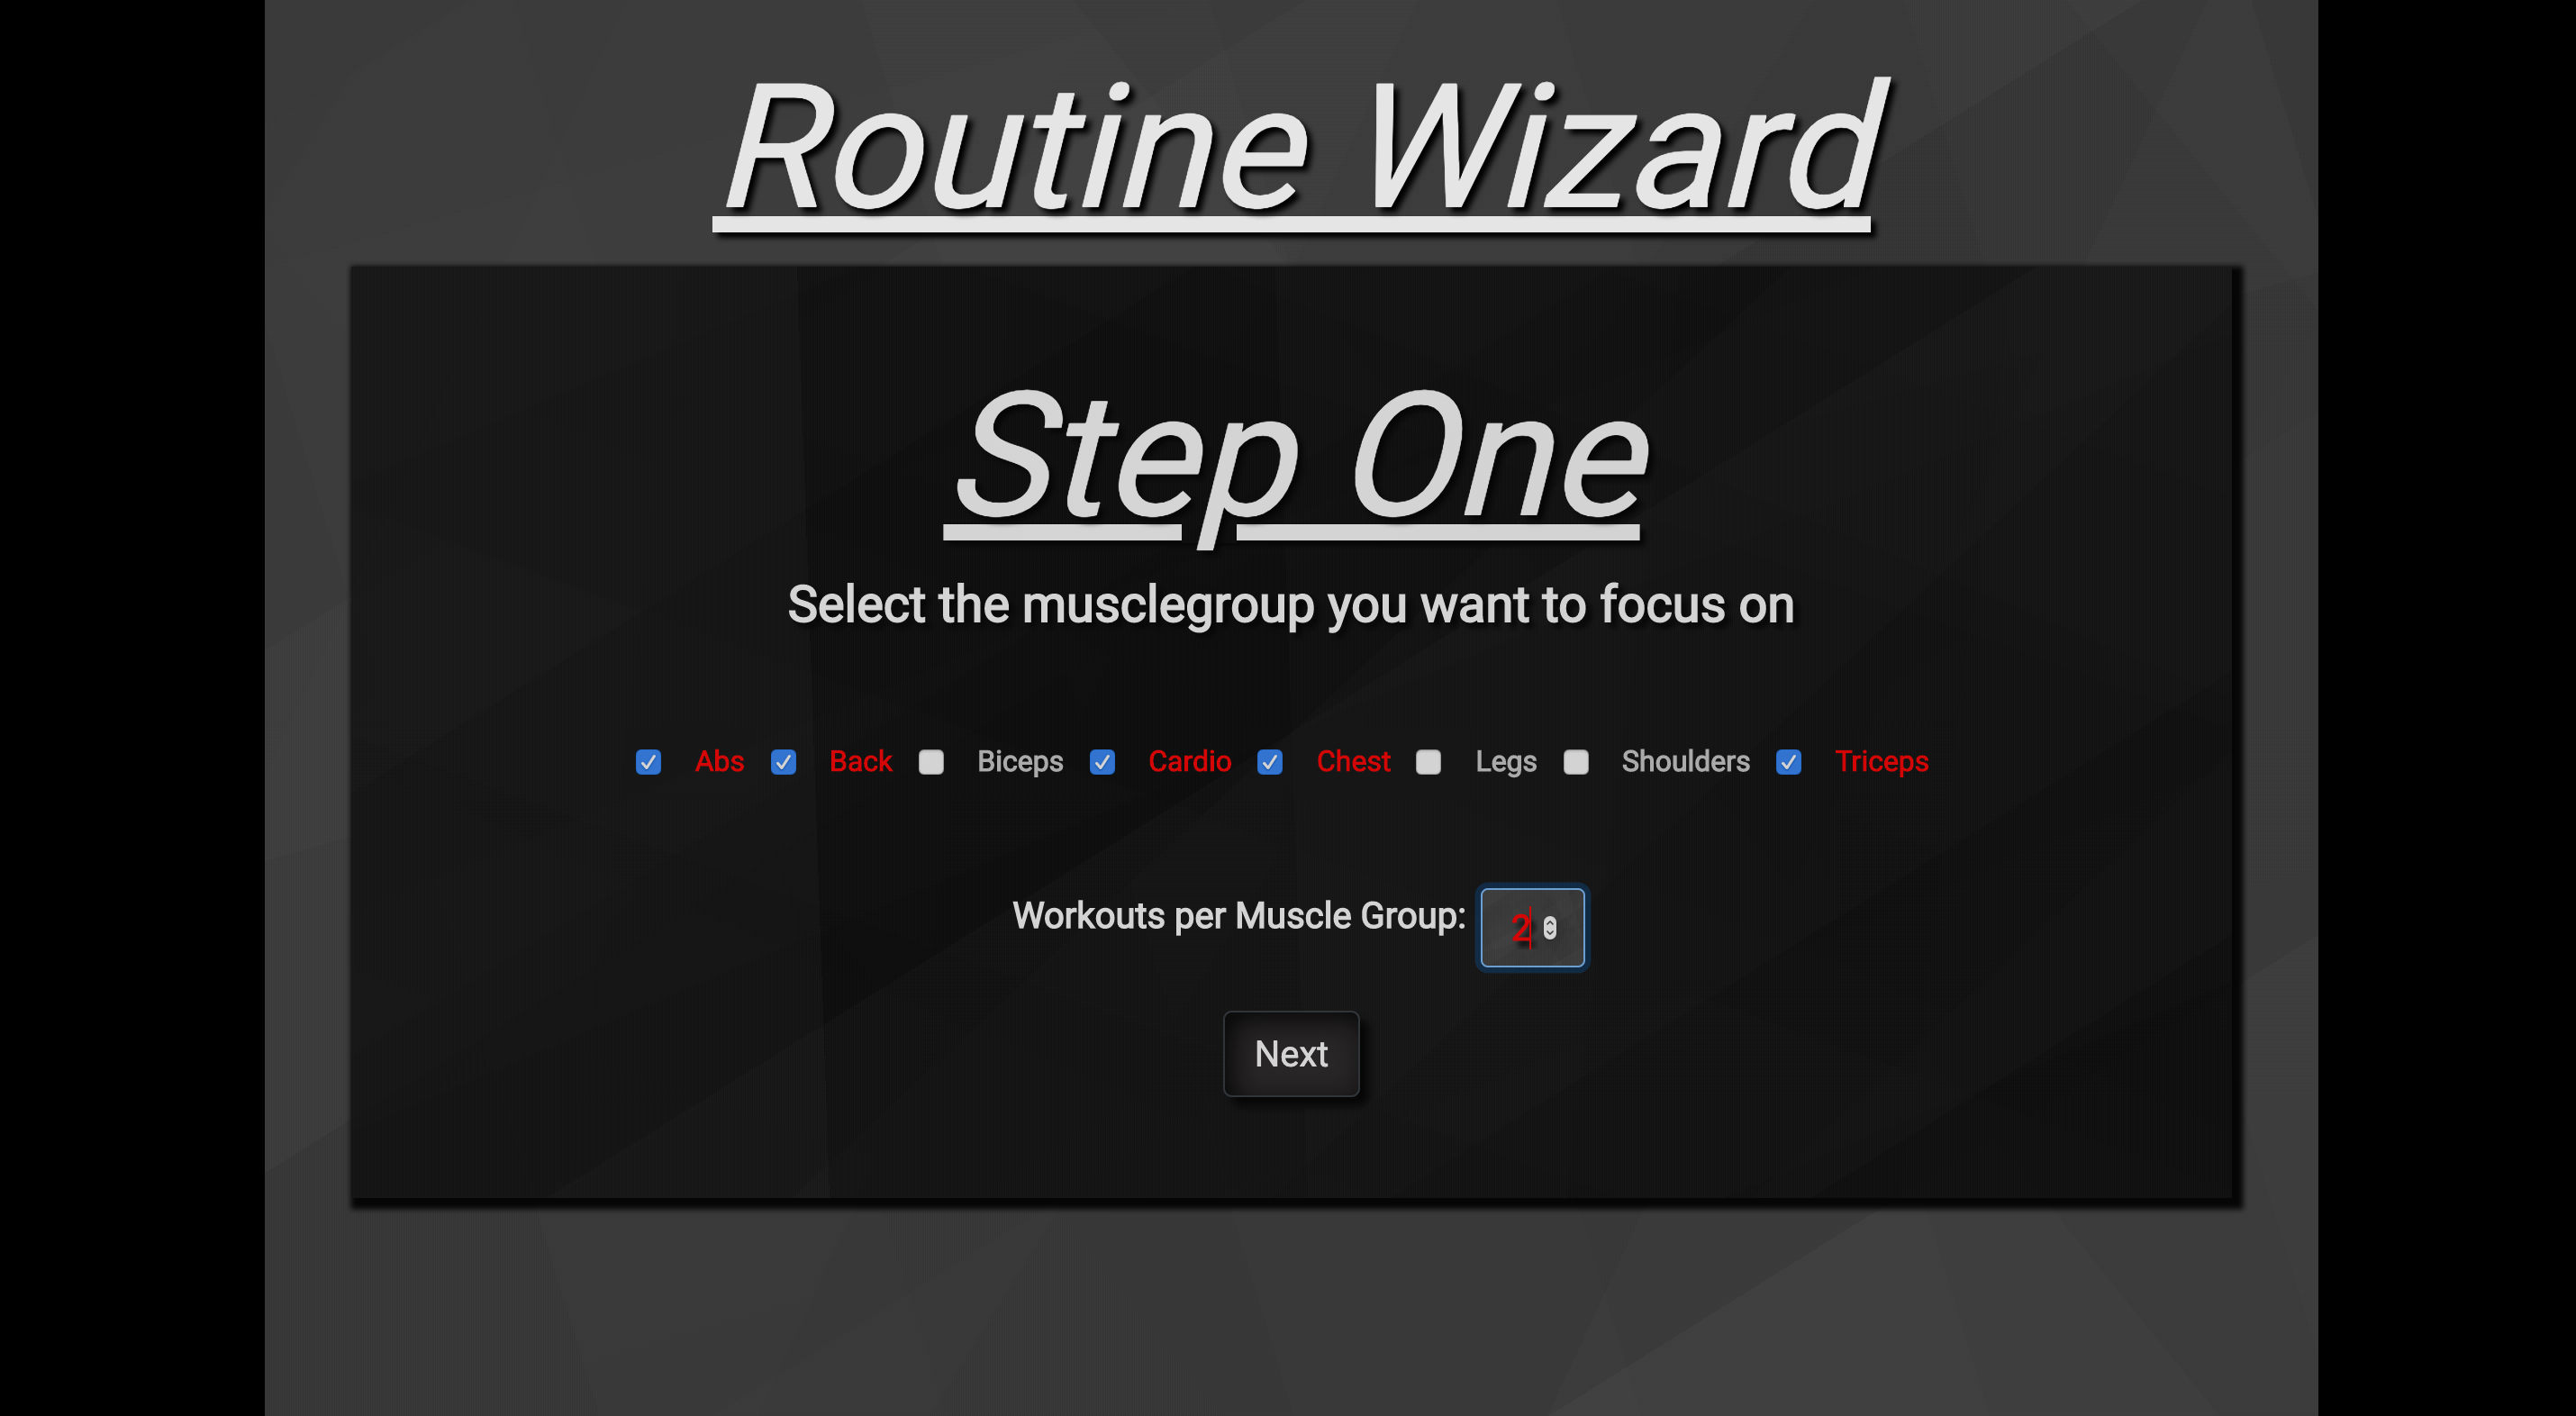 Routine Wizard
Step One
Select the musclegroup you want to focus on
Abs Back Biceps Cardio Chest Legs Shoulders Triceps
Workouts per Muscle Group: 2
Next